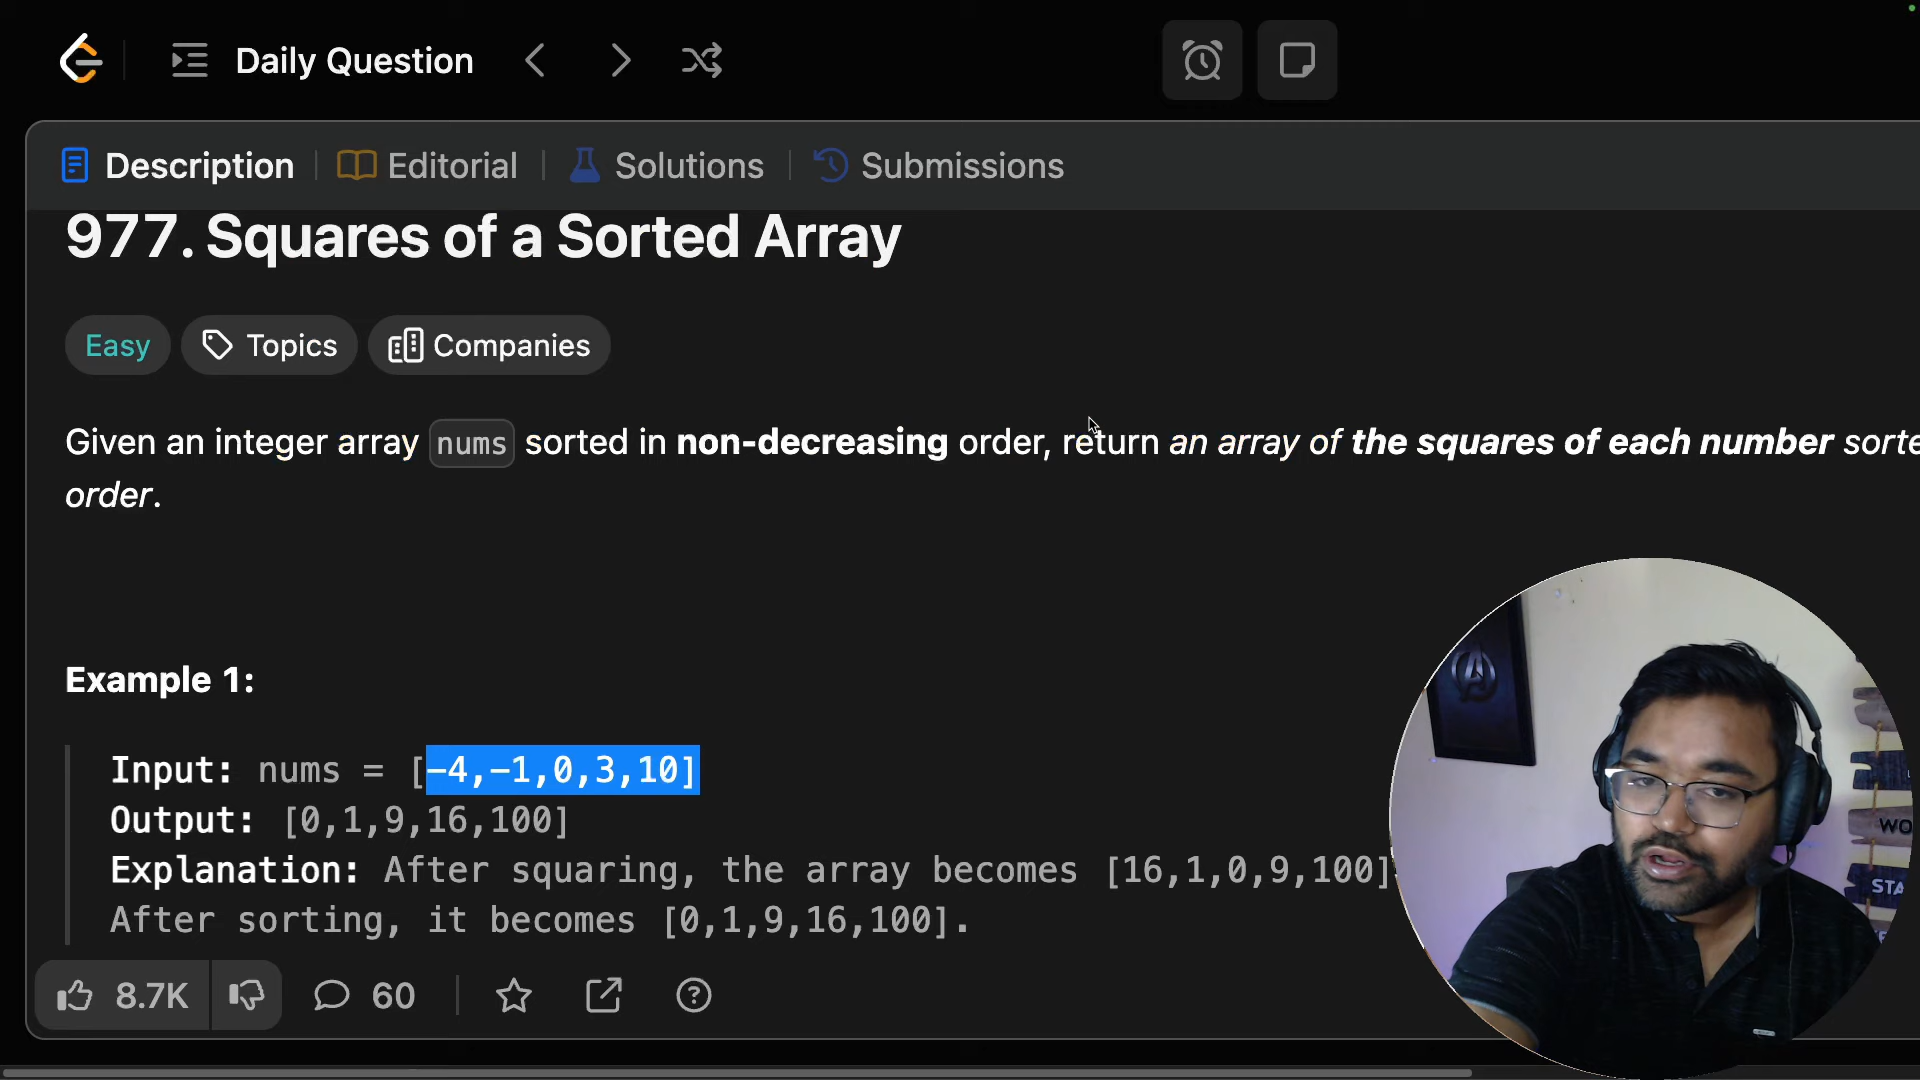 Daily Question
Description
Editorial
Solutions
Submissions
977. Squares of a Sorted Array
Easy
Topics
Companies
Given an integer array nums sorted in non-decreasing order, return an array of the squares of each number sorte
order.
Example 1:
Input: nums = [-4,-1,0,3,10]
Output: [0,1,9,16,100]
Explanation: After squaring, the array becomes [16,1,0,9,100]
After sorting, it becomes [0,1,9,16,100].
8.7K
60
WO
STA